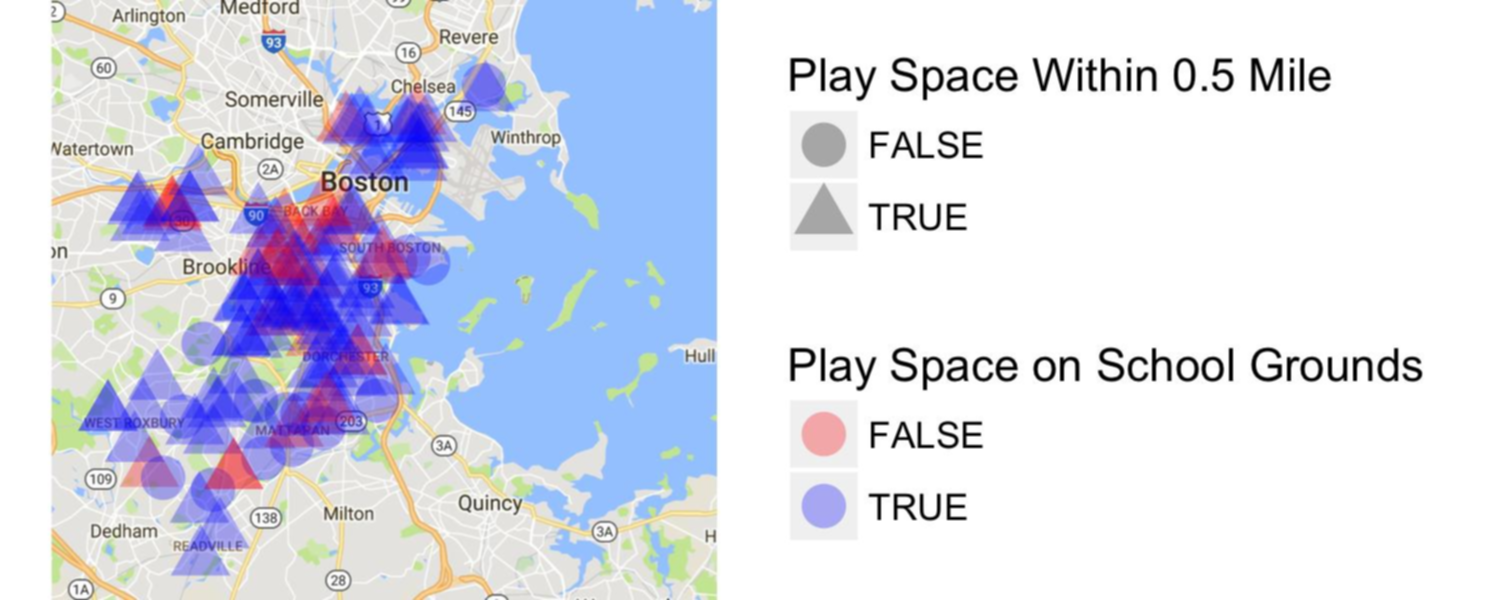 2
Arlington
Medford
99
93
Revere
16
60
Chelsea
Somerville
145
1
Cambridge
Winthrop
Watertown
2A
Boston
90
BACK BAY
30
SOUTH BOSTON
on
Brookline
93
9
DORCHESTER
Hull
WEST ROXBURY
203
MATTAPAN
3A
109
Quincy
Milton
138
Dedham
3A
H
READVILLE
28
1A
Play Space Within 0.5 Mile
FALSE
TRUE
Play Space on School Grounds
FALSE
TRUE